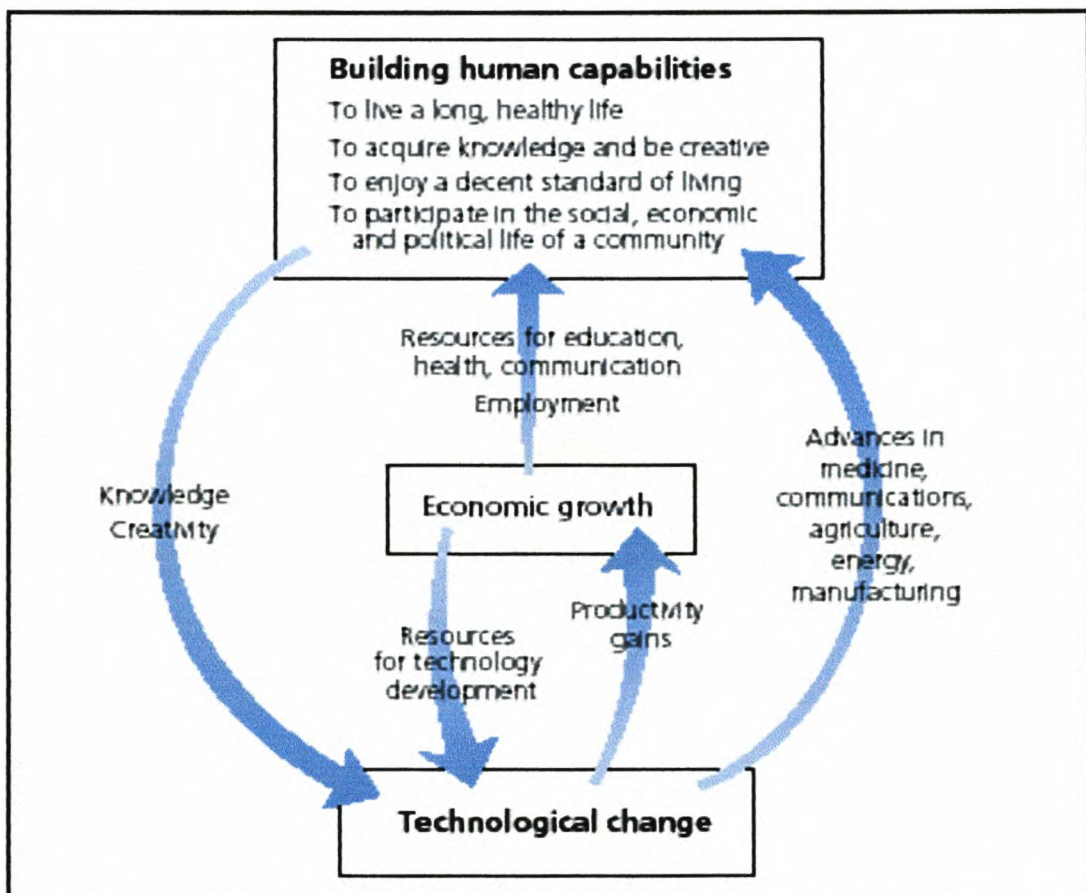 Building human capabilities
To live a long, healthy life
To acquire knowledge and be creative
To enjoy a decent standard of living
To participate in the social, economic
and political life of a community
Resources for education,
health, communication
Employment
Knowledge
Creativity
Economic growth
Advances in
medicine,
communications,
agriculture,
energy,
manufacturing
Resources
for technology
development
Productivity
gains
Technological change